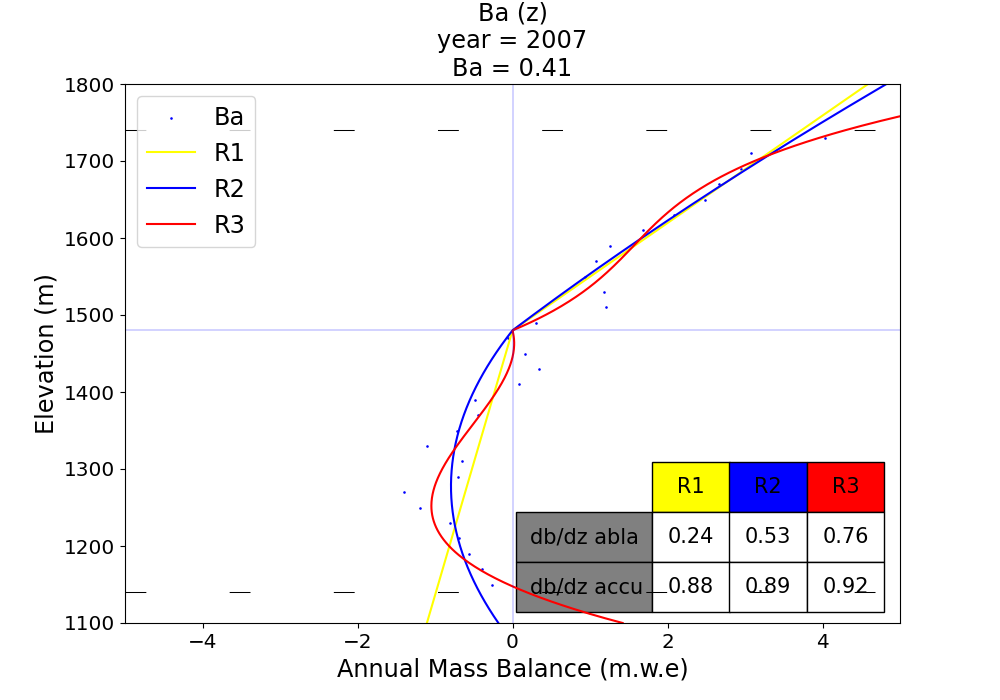 Ba (z)
year = 2007
Ba = 0.41
1800
1700
1600
1500
1400
1300
1200
1100
Elevation (m)
Ba
R1
R2
R3
R1 R2 R3
db/dz abla 0.24 0.53 0.76
db/dz accu 0.88 0.89 0.92
−4 −2 0 2 4
Annual Mass Balance (m.w.e)